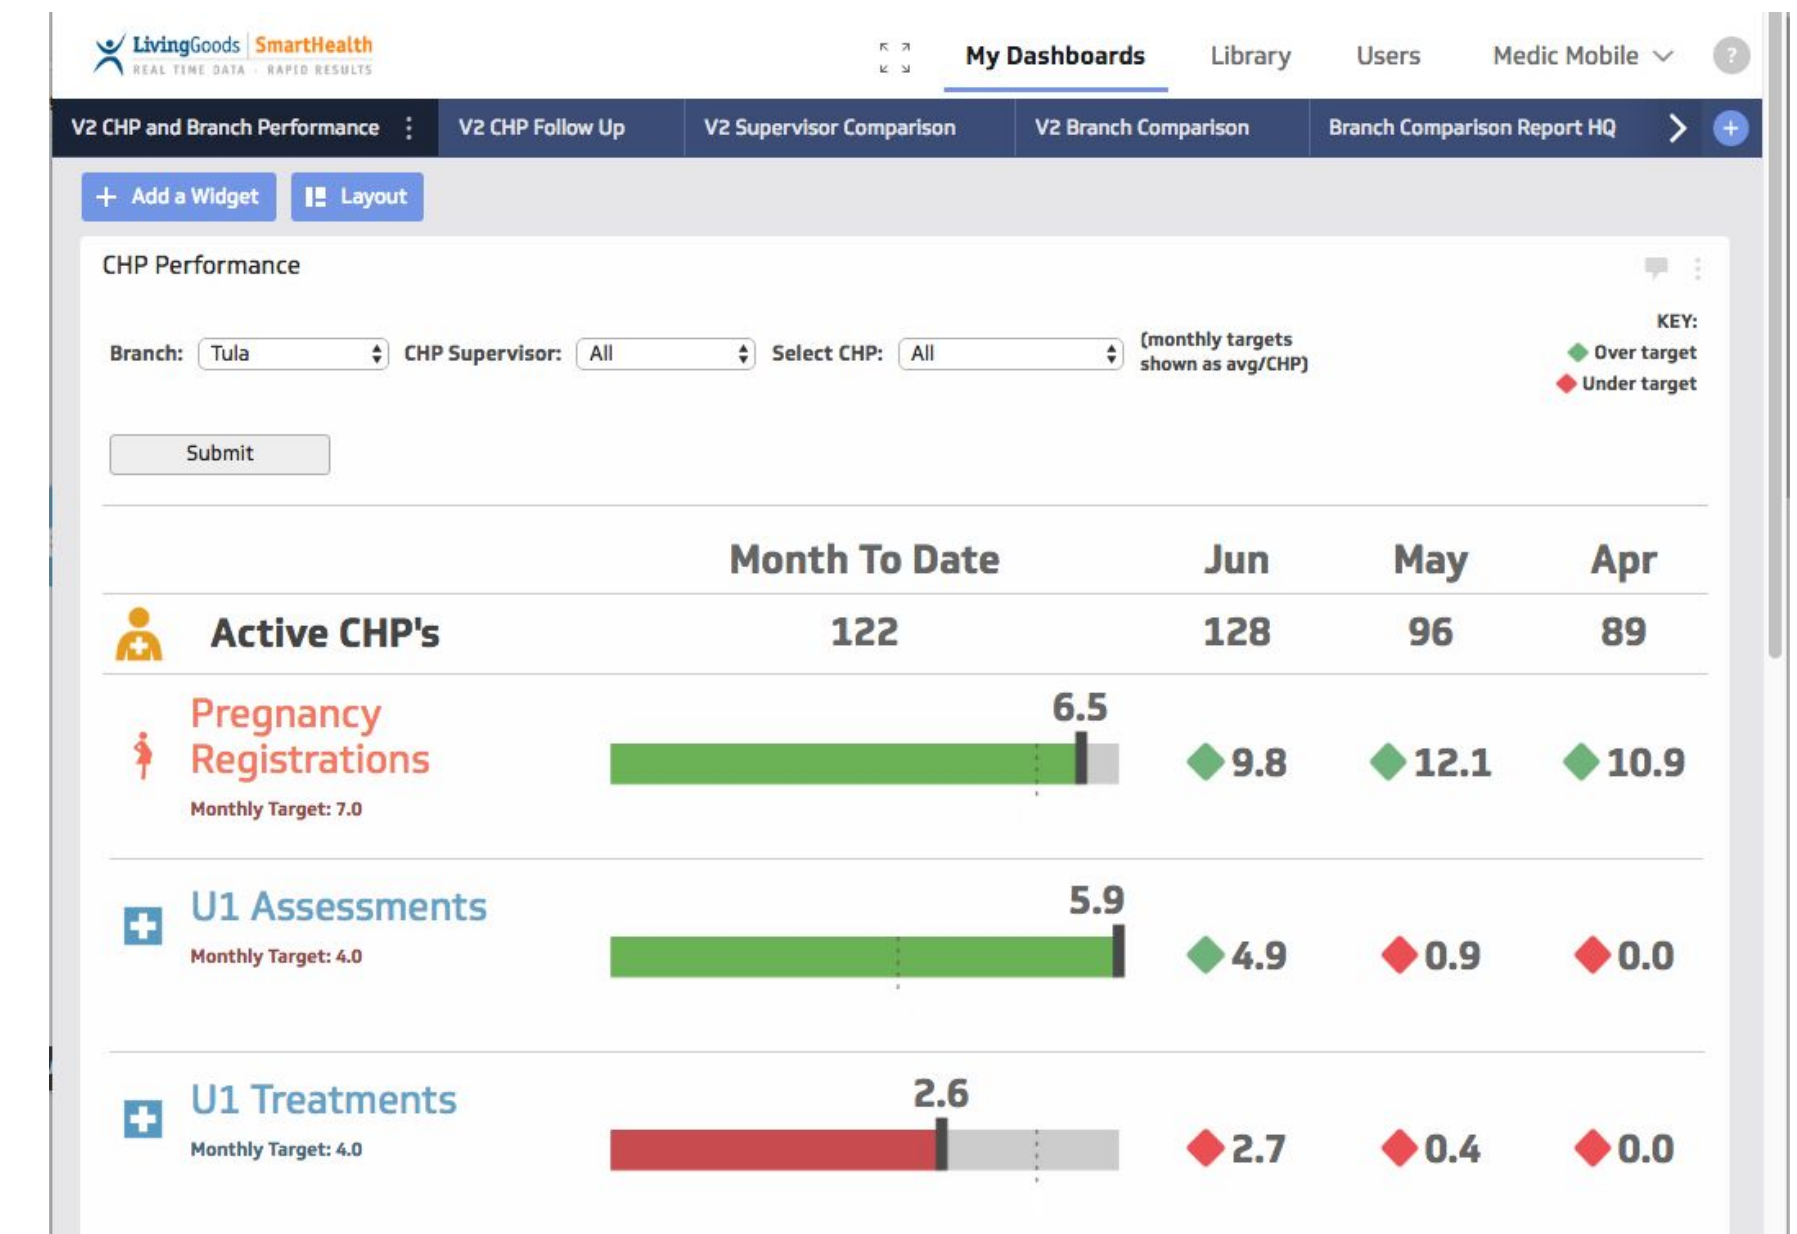 LivingGoods SmartHealth
REAL TIME DATA · RAPID RESULTS
My Dashboards Library Users Medic Mobile ?
V2 CHP and Branch Performance V2 CHP Follow Up V2 Supervisor Comparison V2 Branch Comparison Branch Comparison Report HQ
+ Add a Widget Layout
CHP Performance
KEY:
Over target
Under target
Branch: Tula CHP Supervisor: All Select CHP: All
(monthly targets
shown as avg/CHP)
Submit
Month To Date Jun May Apr
Active CHP's 122 128 96 89
Pregnancy
Registrations
Monthly Target: 7.0
6.5 9.8 12.1 10.9
U1 Assessments
Monthly Target: 4.0
5.9 4.9 0.9 0.0
U1 Treatments
Monthly Target: 4.0
2.6 2.7 0.4 0.0